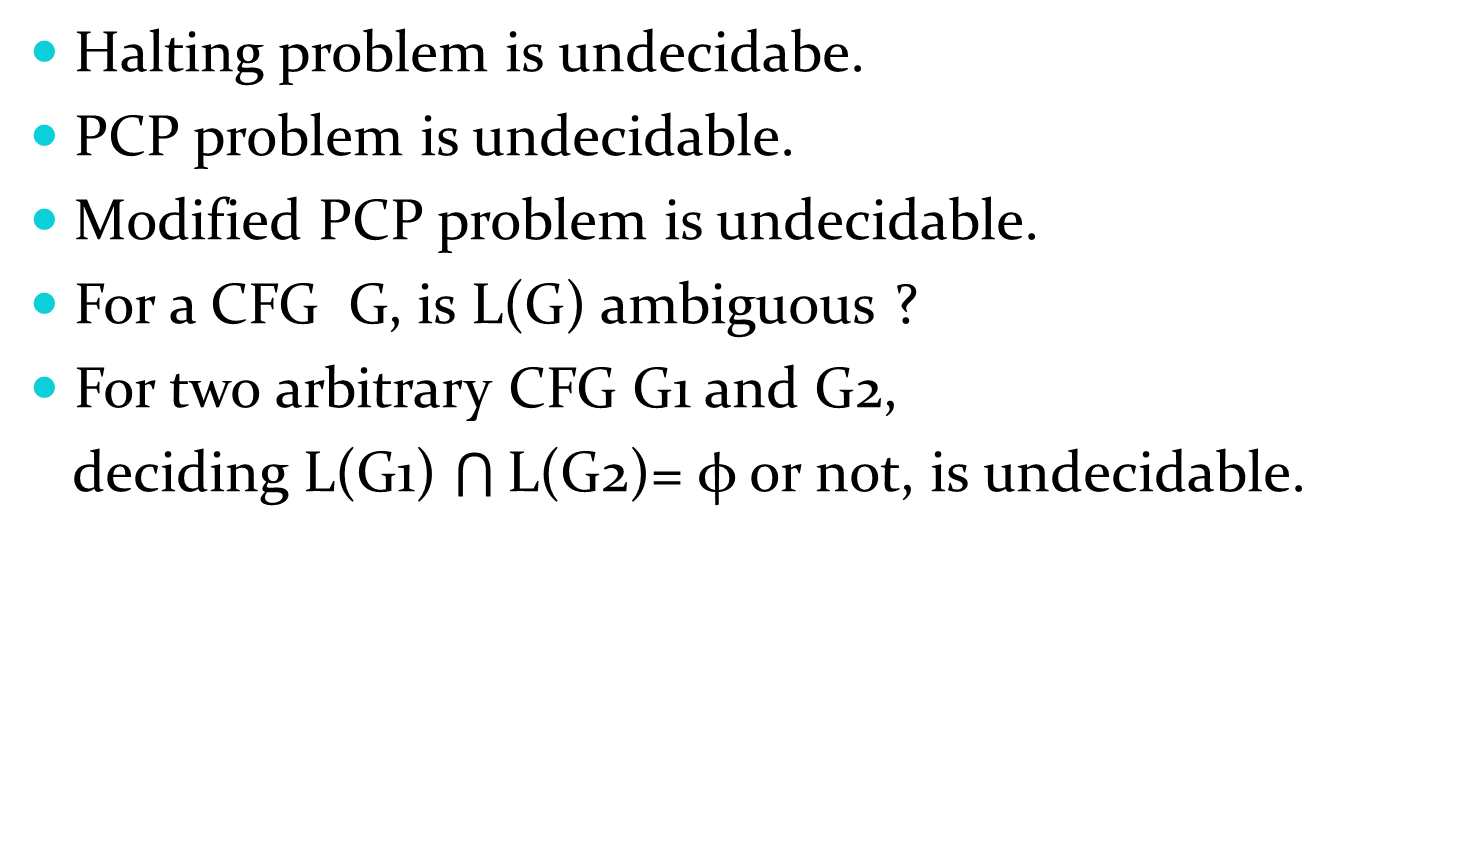 • Halting problem is undecidabe.
• PCP problem is undecidable.
• Modified PCP problem is undecidable.
• For a CFG  G, is L(G) ambiguous ?
• For two arbitrary CFG G1 and G2,
deciding L(G1) ⋂ L(G2)= ϕ or not, is undecidable.